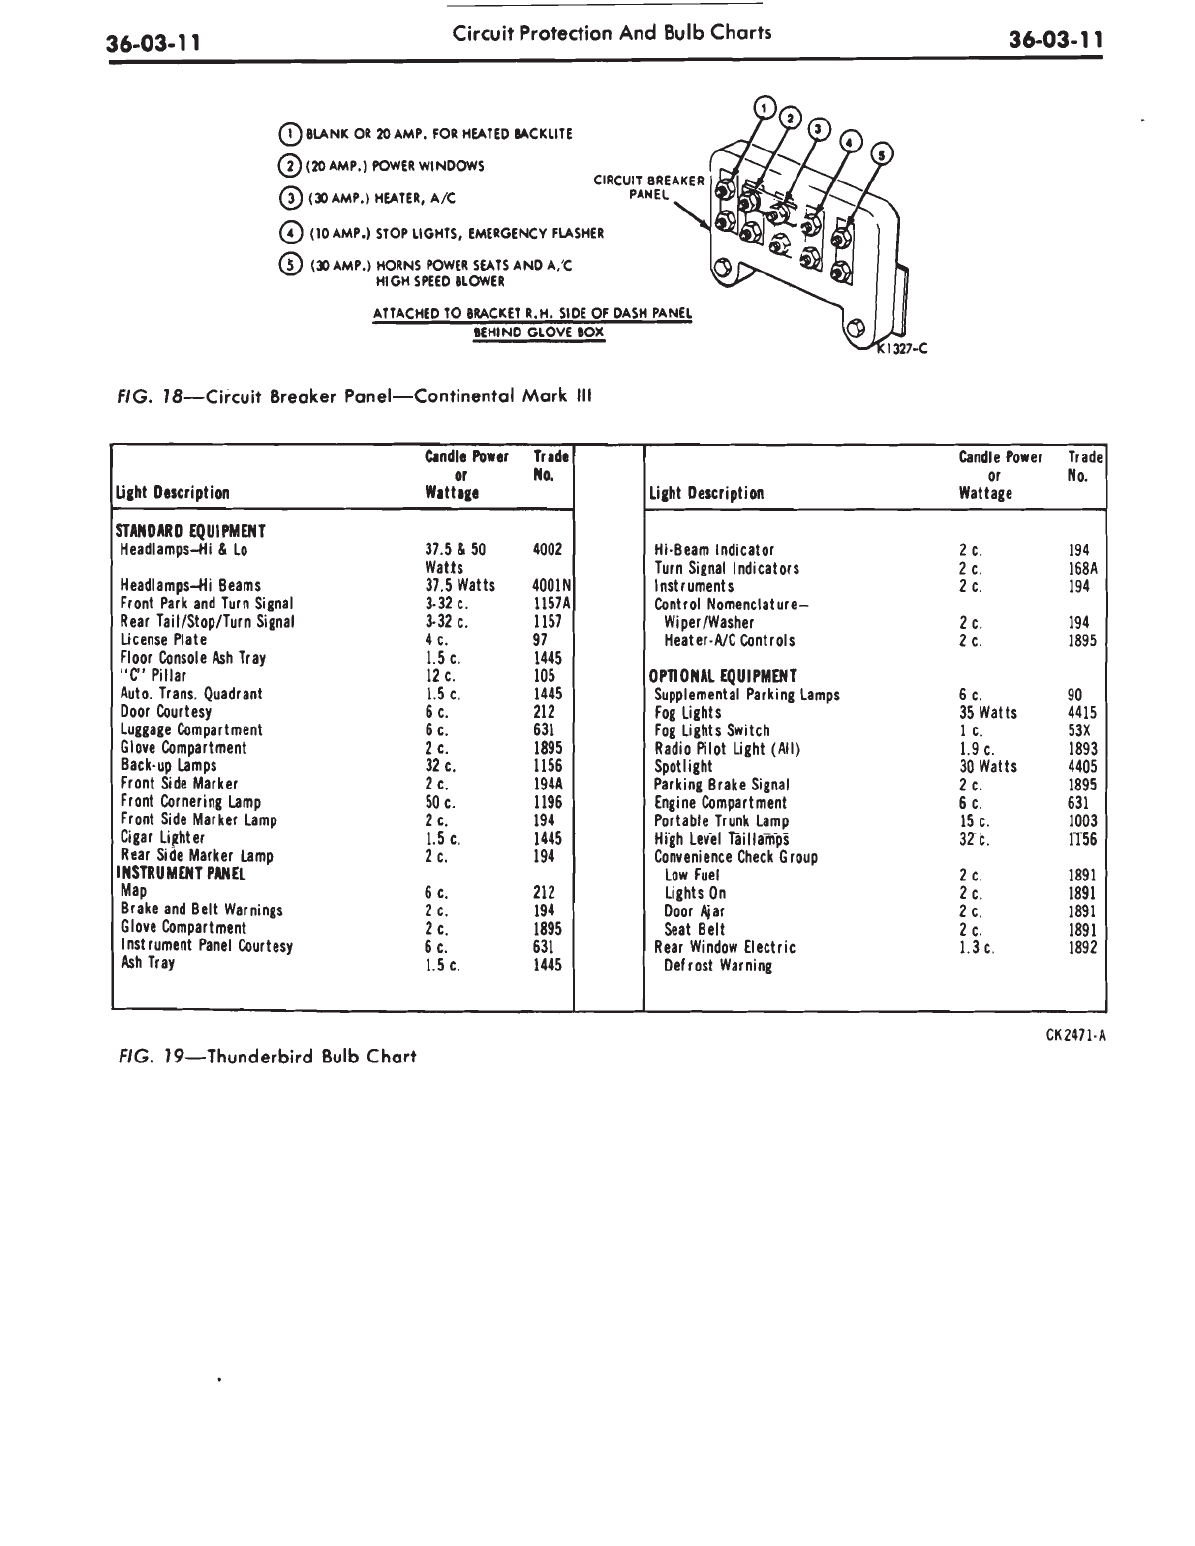 36-03-11
Circuit Protection And Bulb Charts
36-03-11
1 BLANK OR 20 AMP. FOR HEATED BACKLITE
2 (20 AMP.) POWER WINDOWS
3 (30 AMP.) HEATER, A/C
4 (10 AMP.) STOP LIGHTS, EMERGENCY FLASHER
5 (30 AMP.) HORNS POWER SEATS AND A/C
HIGH SPEED BLOWER
ATTACHED TO BRACKET R.H. SIDE OF DASH PANEL
BEHIND GLOVE BOX
CIRCUIT BREAKER
PANEL
1
2
3
4
5
K1327-C
FIG. 18—Circuit Breaker Panel—Continental Mark III
Light Description Candle Power or Wattage Trade No.
STANDARD EQUIPMENT
Headlamps—Hi & Lo 37.5 & 50 4002
Watts
Headlamps—Hi Beams 37.5 Watts 4001N
Front Park and Turn Signal 3-32 c. 1157A
Rear Tail/Stop/Turn Signal 3-32 c. 1157
License Plate 4 c. 97
Floor Console Ash Tray 1.5 c. 1445
"C" Pillar 12 c. 105
Auto. Trans. Quadrant 1.5 c. 1445
Door Courtesy 6 c. 212
Luggage Compartment 6 c. 631
Glove Compartment 2 c. 1895
Back-up Lamps 32 c. 1156
Front Side Marker 2 c. 194A
Front Cornering Lamp 50 c. 1196
Front Side Marker Lamp 2 c. 194
Cigar Lighter 1.5 c. 1445
Rear Side Marker Lamp 2 c. 194
INSTRUMENT PANEL
Map 6 c. 212
Brake and Belt Warnings 2 c. 194
Glove Compartment 2 c. 1895
Instrument Panel Courtesy 6 c. 631
Ash Tray 1.5 c. 1445
Light Description Candle Power or Wattage Trade No.
Hi-Beam Indicator 2 c. 194
Turn Signal Indicators 2 c. 168A
Instruments 2 c. 194
Control Nomenclature—
Wiper/Washer 2 c. 194
Heater-A/C Controls 2 c. 1895
OPTIONAL EQUIPMENT
Supplemental Parking Lamps 6 c. 90
Fog Lights 35 Watts 4415
Fog Lights Switch 1 c. 53X
Radio Pilot Light (All) 1.9 c. 1893
Spotlight 30 Watts 4405
Parking Brake Signal 2 c. 1895
Engine Compartment 6 c. 631
Portable Trunk Lamp 15 c. 1003
High Level Taillamps 32 c. 1156
Convenience Check Group
Low Fuel 2 c. 1891
Lights On 2 c. 1891
Door Ajar 2 c. 1891
Seat Belt 2 c. 1891
Rear Window Electric 1.3 c. 1892
Defrost Warning
CK2471-A
FIG. 19—Thunderbird Bulb Chart